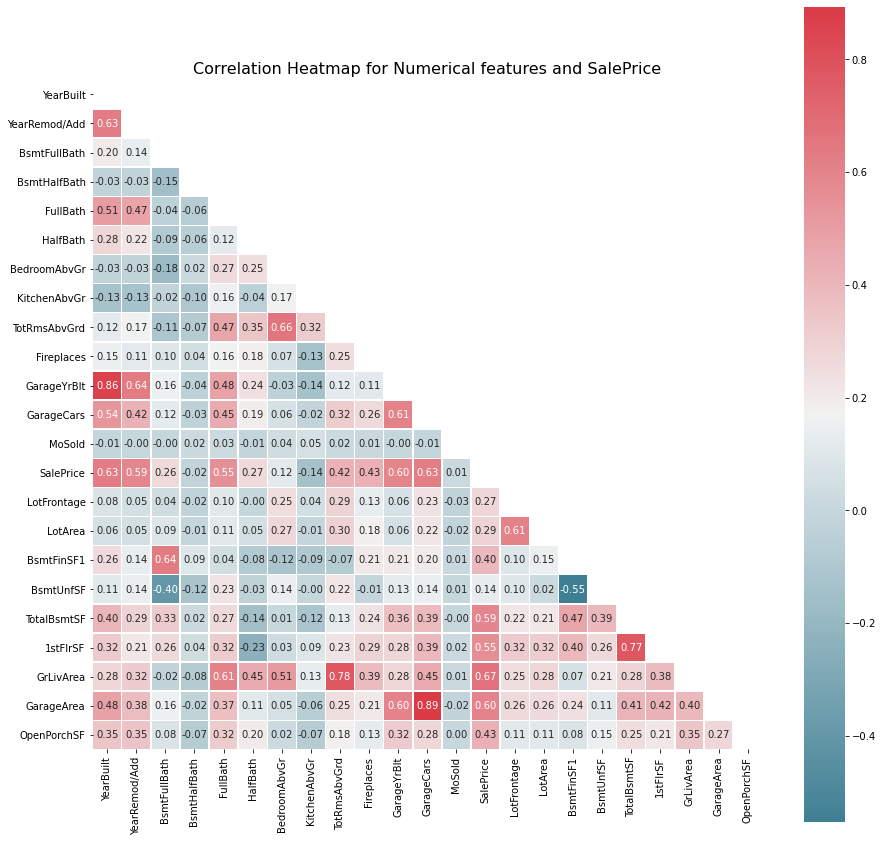 Correlation Heatmap for Numerical features and SalePrice
YearBuilt
YearRemod/Add 0.63
BsmtFullBath 0.20 0.14
BsmtHalfBath -0.03 -0.03 -0.15
FullBath 0.51 0.47 -0.04 -0.06
HalfBath 0.28 0.22 -0.09 -0.06 0.12
BedroomAbvGr -0.03 -0.03 -0.18 0.02 0.27 0.25
KitchenAbvGr -0.13 -0.13 -0.02 -0.10 0.16 -0.04 0.17
TotRmsAbvGrd 0.12 0.17 -0.11 -0.07 0.47 0.35 0.66 0.32
Fireplaces 0.15 0.11 0.10 0.04 0.16 0.18 0.07 -0.13 0.25
GarageYrBlt 0.86 0.64 0.16 -0.04 0.48 0.24 -0.03 -0.14 0.12 0.11
GarageCars 0.54 0.42 0.12 -0.03 0.45 0.19 0.06 -0.02 0.32 0.26 0.61
MoSold -0.01 -0.00 -0.00 0.02 0.03 -0.01 0.04 0.05 0.02 0.01 -0.00 -0.01
SalePrice 0.63 0.59 0.26 -0.02 0.55 0.27 0.12 -0.14 0.42 0.43 0.60 0.63 0.01
LotFrontage 0.08 0.05 0.04 -0.02 0.10 -0.00 0.25 0.04 0.29 0.13 0.06 0.23 -0.03 0.27
LotArea 0.06 0.05 0.09 -0.01 0.11 0.05 0.27 -0.01 0.30 0.18 0.06 0.22 -0.02 0.29 0.61
BsmtFinSF1 0.26 0.14 0.64 0.09 0.04 -0.08 -0.12 -0.09 -0.07 0.21 0.21 0.20 0.01 0.40 0.10 0.15
BsmtUnfSF 0.11 0.14 -0.40 -0.12 0.23 -0.03 0.14 -0.00 0.22 -0.01 0.13 0.14 0.01 0.14 0.10 0.02 -0.55
TotalBsmtSF 0.40 0.29 0.33 0.02 0.27 -0.14 0.01 -0.12 0.13 0.24 0.36 0.39 -0.00 0.59 0.22 0.21 0.47 0.39
1stFlrSF 0.32 0.21 0.26 0.04 0.32 -0.23 0.03 0.09 0.23 0.29 0.28 0.39 0.02 0.55 0.32 0.32 0.40 0.26 0.77
GrLivArea 0.28 0.32 -0.02 -0.08 0.61 0.45 0.51 0.13 0.78 0.39 0.28 0.45 0.01 0.67 0.25 0.28 0.07 0.21 0.28 0.38
GarageArea 0.48 0.38 0.16 -0.02 0.37 0.11 0.05 -0.06 0.25 0.21 0.60 0.89 -0.02 0.60 0.26 0.26 0.24 0.11 0.41 0.42 0.40
OpenPorchSF 0.35 0.35 0.08 -0.07 0.32 0.20 0.02 -0.07 0.18 0.13 0.32 0.28 0.00 0.43 0.11 0.11 0.08 0.15 0.25 0.21 0.35 0.27
YearBuilt
YearRemod/Add
BsmtFullBath
BsmtHalfBath
FullBath
HalfBath
BedroomAbvGr
KitchenAbvGr
TotRmsAbvGrd
Fireplaces
GarageYrBlt
GarageCars
MoSold
SalePrice
LotFrontage
LotArea
BsmtFinSF1
BsmtUnfSF
TotalBsmtSF
1stFlrSF
GrLivArea
GarageArea
OpenPorchSF
0.8
0.6
0.4
0.2
0.0
−0.2
−0.4